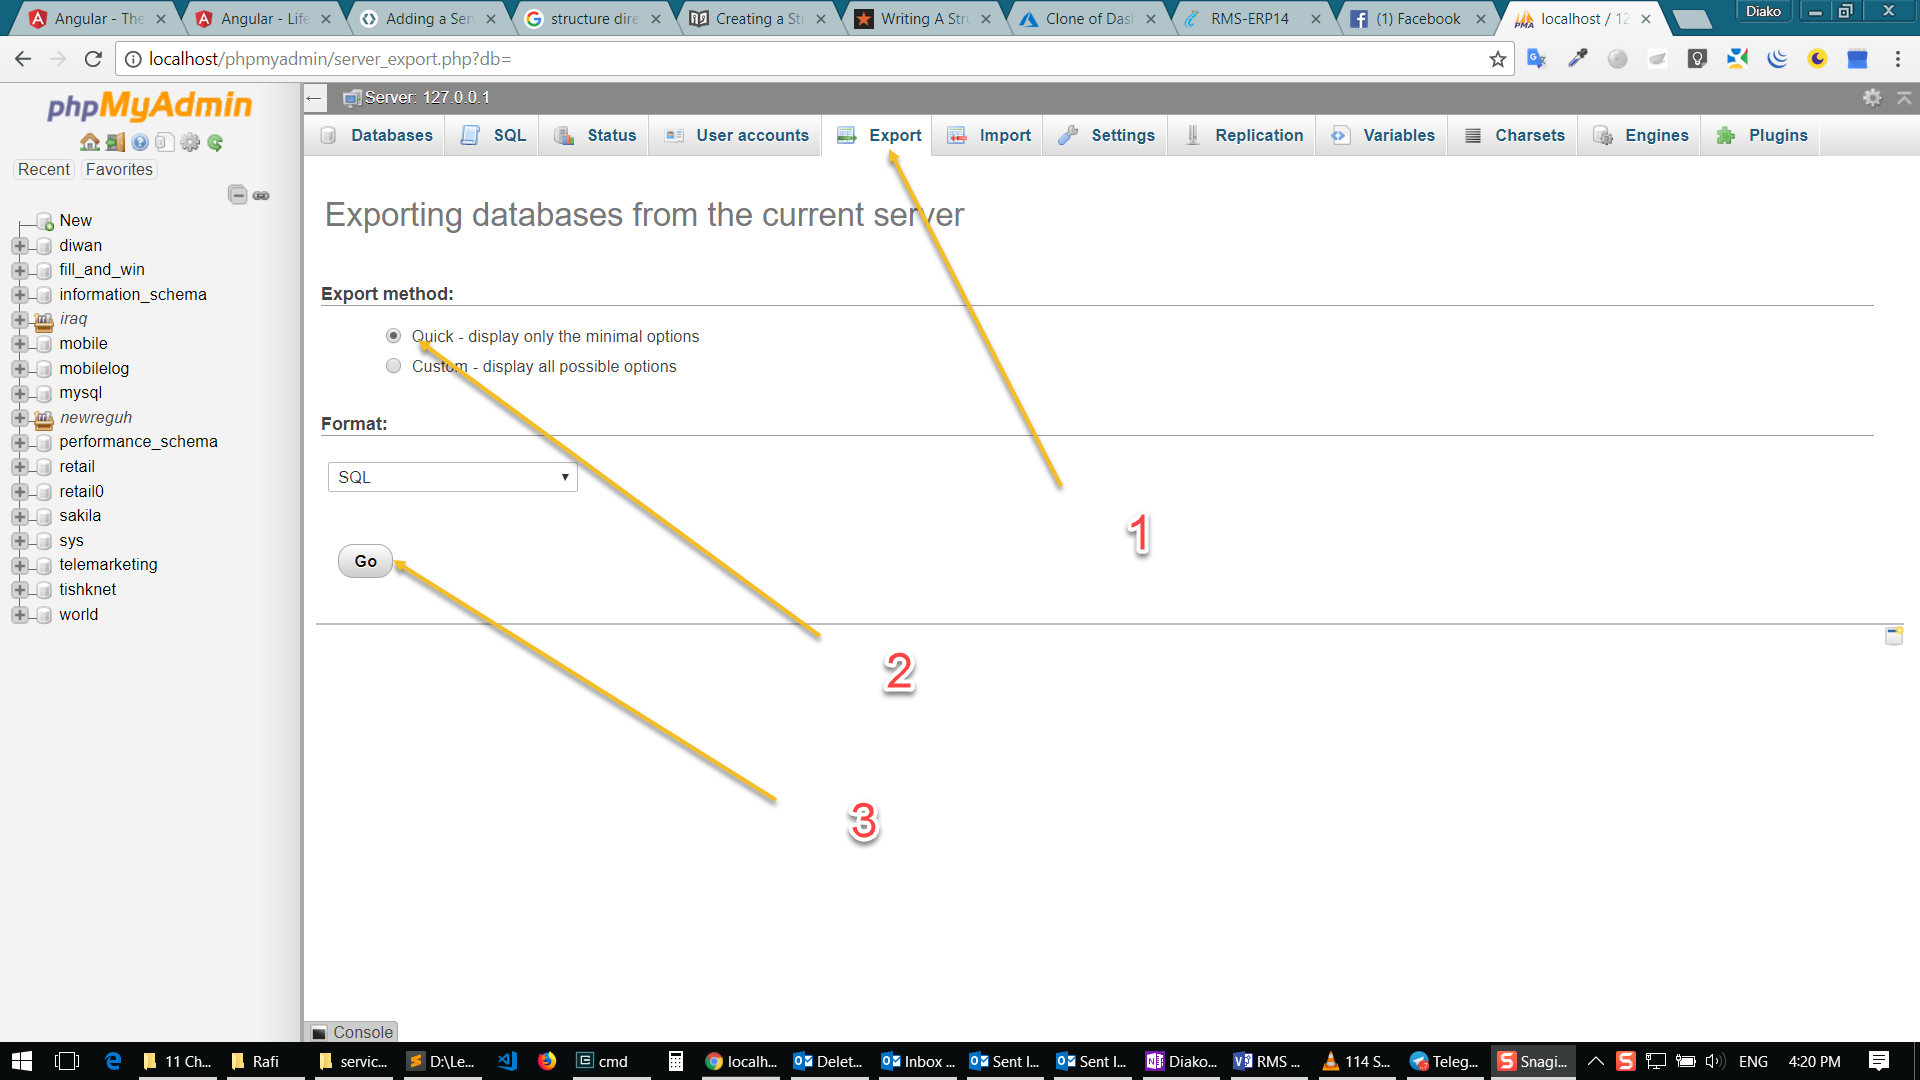 Angular - The
Angular - Life
Adding a Ser
structure dire
Creating a St
Writing A Str
Clone of Dash
RMS-ERP14
(1) Facebook
localhost / 12
Diako
localhost/phpmyadmin/server_export.php?db=
phpMyAdmin
Recent Favorites
New
diwan
fill_and_win
information_schema
iraq
mobile
mobilelog
mysql
newreguh
performance_schema
retail
retail0
sakila
sys
telemarketing
tishknet
world
Server: 127.0.0.1
Databases SQL Status User accounts Export Import Settings Replication Variables Charsets Engines Plugins
Exporting databases from the current server
Export method:
Quick - display only the minimal options
Custom - display all possible options
Format:
SQL
Go
1
2
3
Console
11 Ch... Rafi servic... D:\Le... cmd localh... Delet... Inbox ... Sent I... Sent I... Diako... RMS ... 114 S... Teleg... Snagi... ENG 4:20 PM